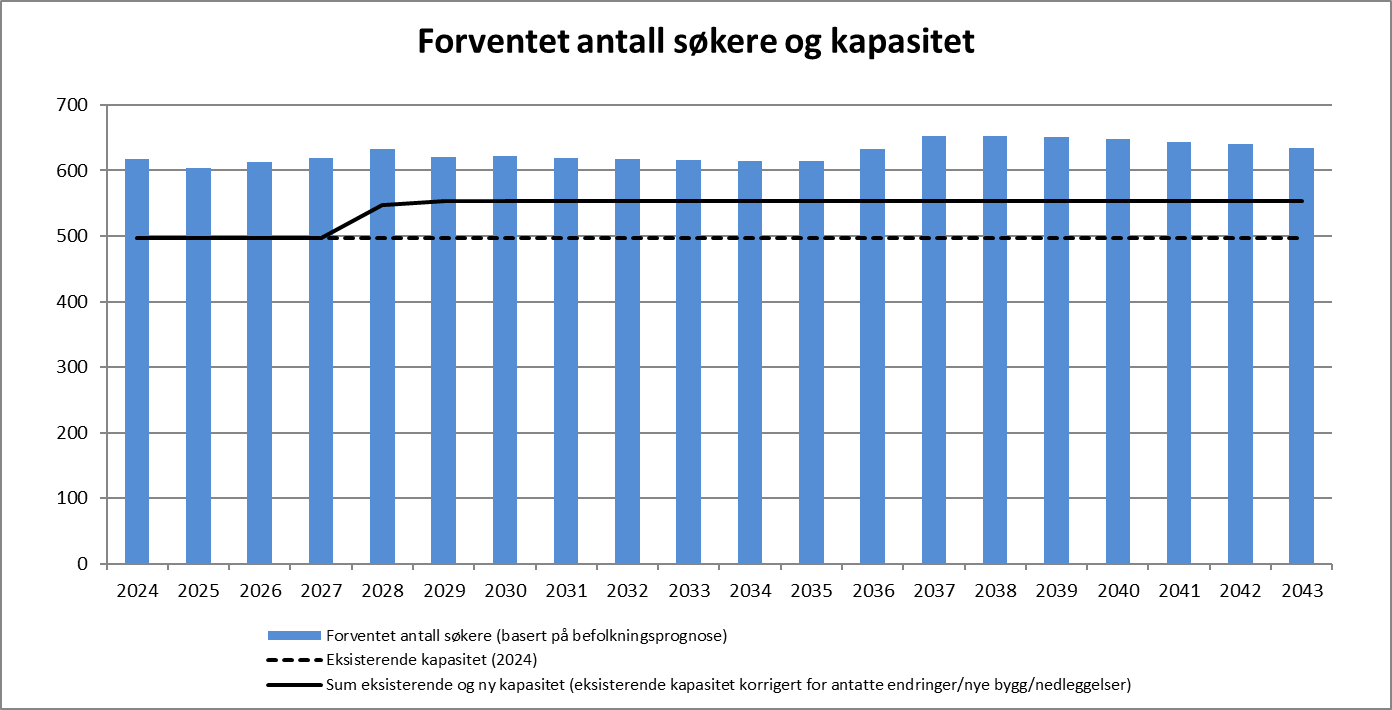 Forventet antall søkere og kapasitet
700
600
500
400
300
200
100
0
2024 2025 2026 2027 2028 2029 2030 2031 2032 2033 2034 2035 2036 2037 2038 2039 2040 2041 2042 2043
Forventet antall søkere (basert på befolkningsprognose)
Eksisterende kapasitet (2024)
Sum eksisterende og ny kapasitet (eksisterende kapasitet korrigert for antatte endringer/nye bygg/nedleggelser)